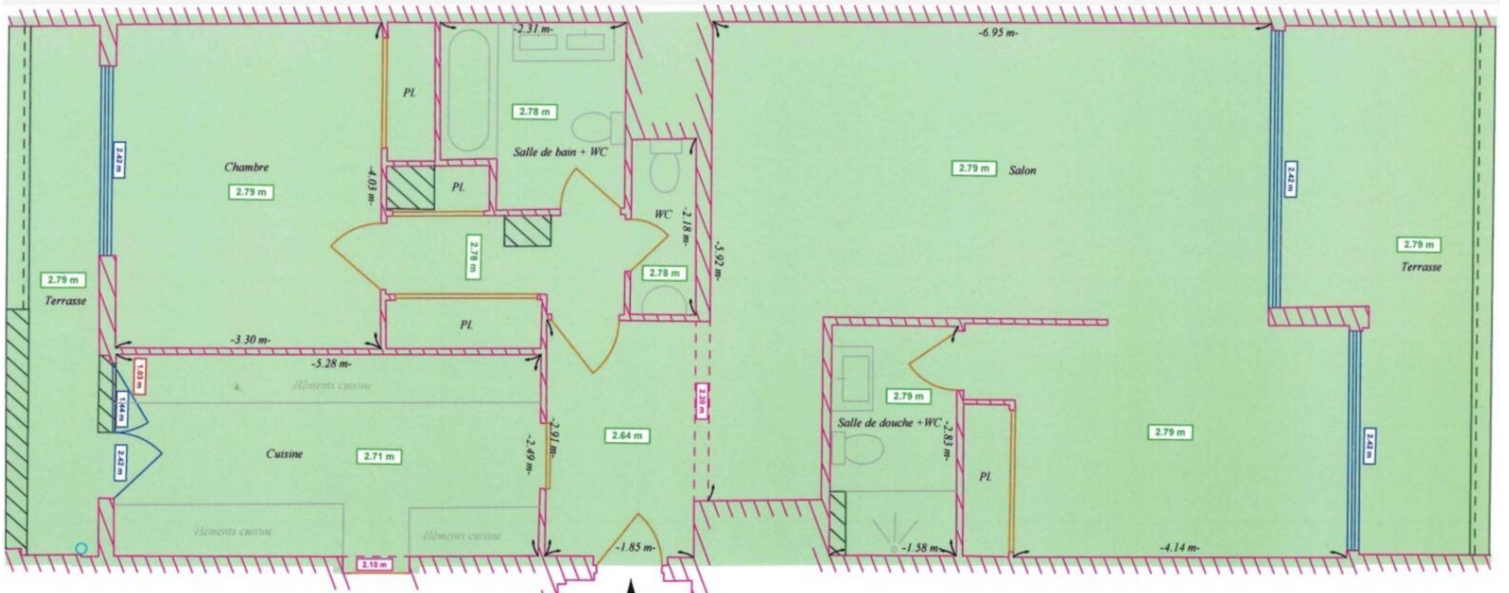 -2.31 m-
-6.95 m-
Pl.
2.78 m
Salle de bain + WC
2.42 m
Chambre
2.79 m
-4.03 m-
Pl.
2.79 m
Salon
2.42 m
WC
-2.18 m-
-5.92 m-
2.78 m
2.78 m
2.79 m
Terrasse
2.79 m
Terrasse
Pl.
-3.30 m-
-5.28 m-
1.03 m
éléments cuisine
1.44 m
2.20 m
2.79 m
Salle de douche +WC
-2.83 m-
2.64 m
2.79 m
2.42 m
2.42 m
Cuisine
2.71 m
-2.49 m-
-2.91 m-
Pl.
éléments cuisine
éléments cuisine
2.10 m
-1.85 m-
-1.58 m-
-4.14 m-